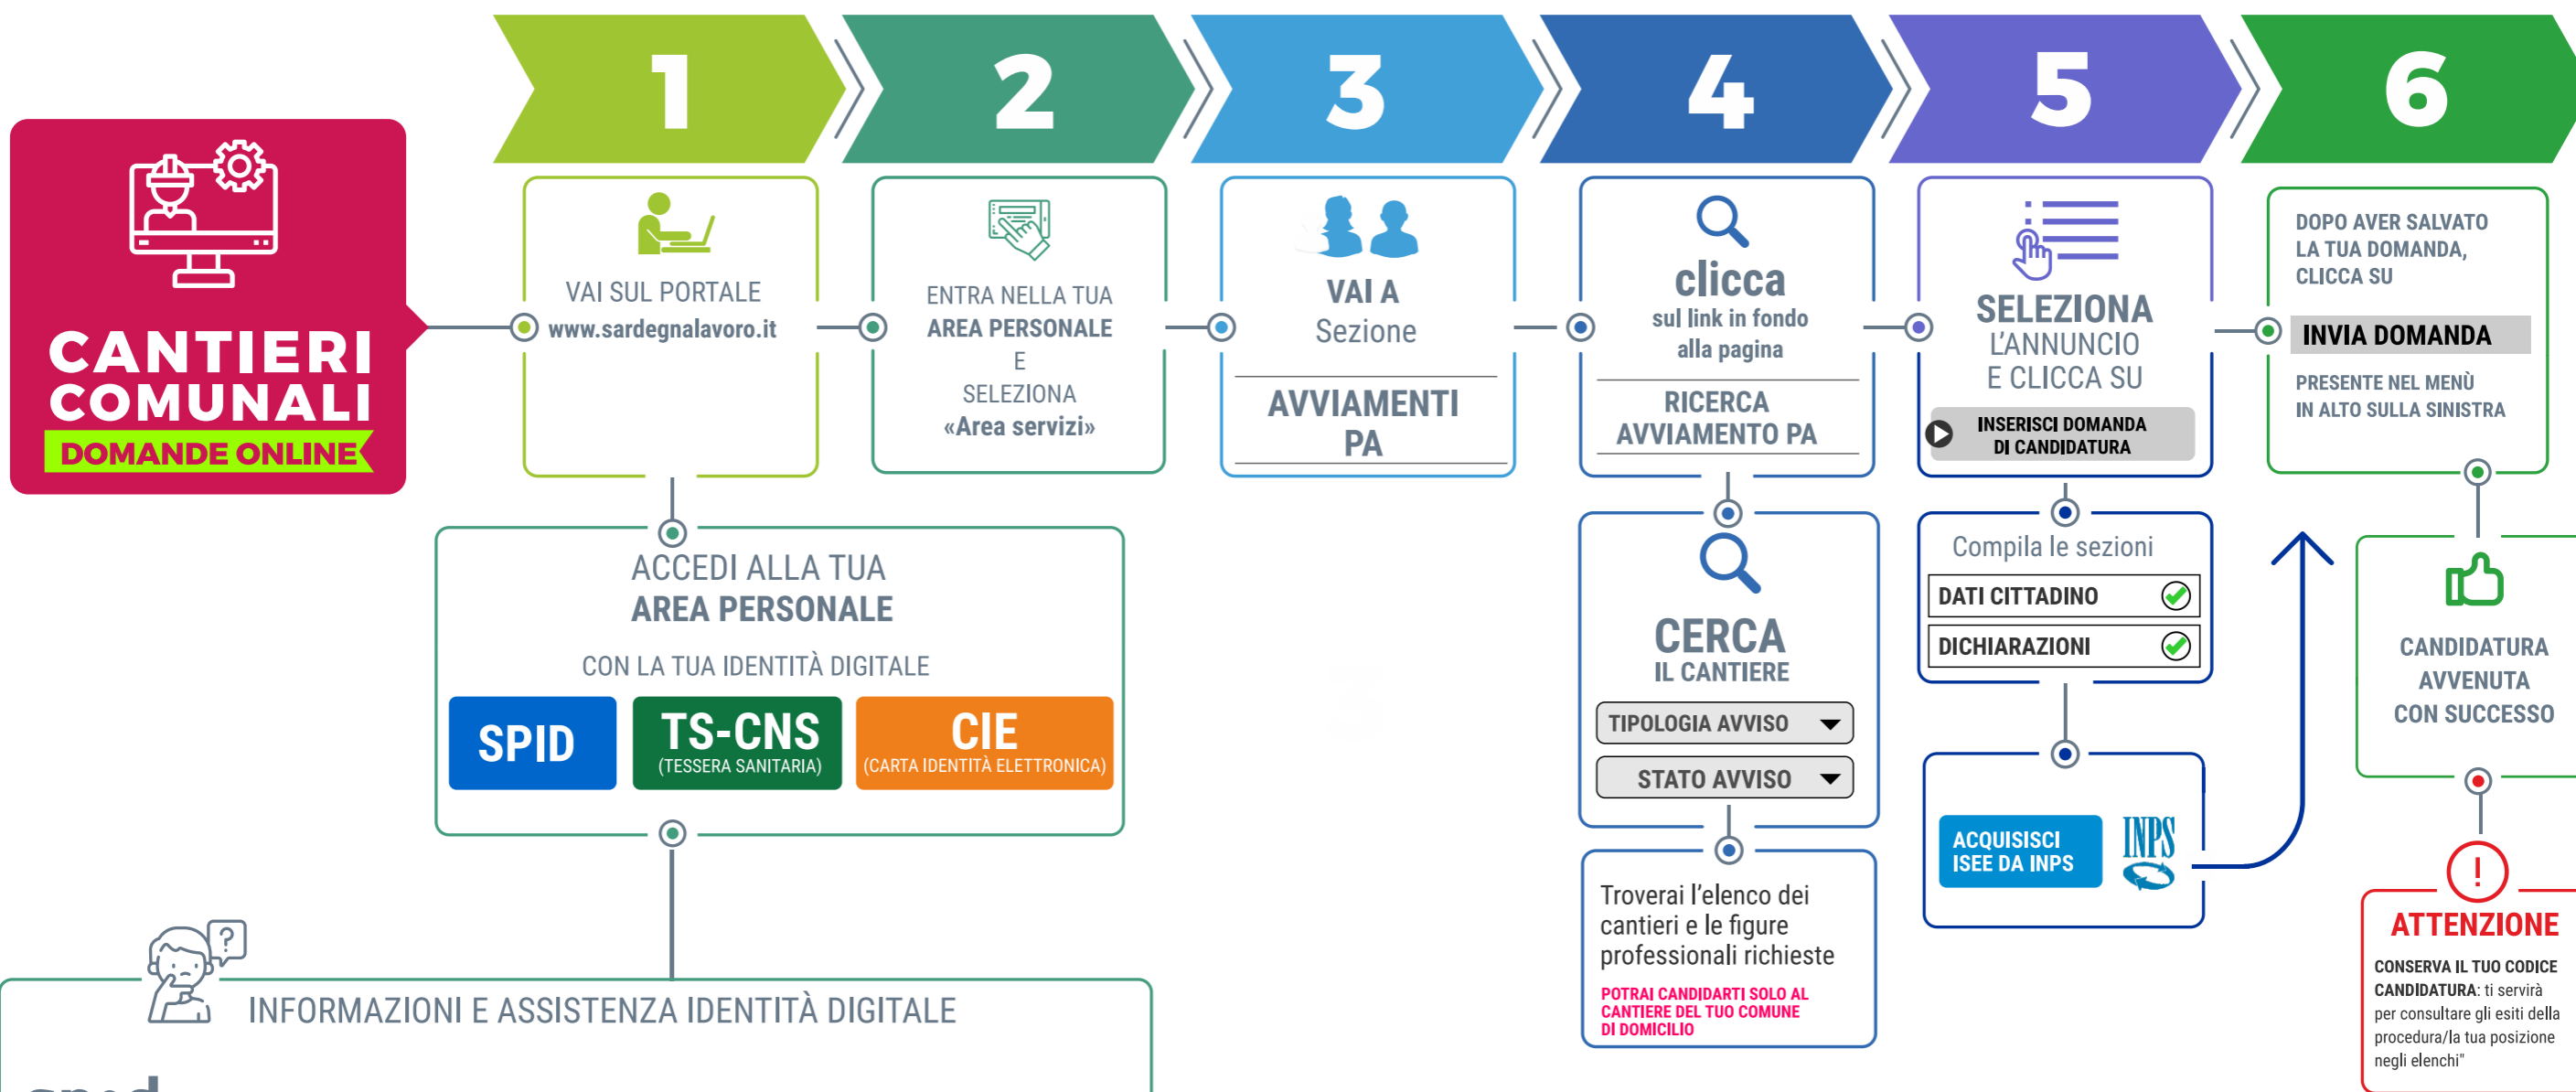 1
2
3
4
5
6
CANTIERI
COMUNALI
DOMANDE ONLINE
VAI SUL PORTALE
www.sardegnalavoro.it
ACCEDI ALLA TUA
AREA PERSONALE
CON LA TUA IDENTITÀ DIGITALE
SPID
TS-CNS
(TESSERA SANITARIA)
CIE
(CARTA IDENTITÀ ELETTRONICA)
?
INFORMAZIONI E ASSISTENZA IDENTITÀ DIGITALE
spid
ENTRA NELLA TUA
AREA PERSONALE
E
SELEZIONA
«Area servizi»
VAI A
Sezione
AVVIAMENTI
PA
clicca
sul link in fondo
alla pagina
RICERCA
AVVIAMENTO PA
CERCA
IL CANTIERE
TIPOLOGIA AVVISO
STATO AVVISO
Troverai l'elenco dei
cantieri e le figure
professionali richieste
POTRAI CANDIDARTI SOLO AL
CANTIERE DEL TUO COMUNE
DI DOMICILIO
SELEZIONA
L'ANNUNCIO
E CLICCA SU
INSERISCI DOMANDA
DI CANDIDATURA
Compila le sezioni
DATI CITTADINO
DICHIARAZIONI
ACQUISISCI
ISEE DA INPS
INPS
DOPO AVER SALVATO
LA TUA DOMANDA,
CLICCA SU
INVIA DOMANDA
PRESENTE NEL MENÙ
IN ALTO SULLA SINISTRA
CANDIDATURA
AVVENUTA
CON SUCCESSO
!
ATTENZIONE
CONSERVA IL TUO CODICE
CANDIDATURA: ti servirà
per consultare gli esiti della
procedura/la tua posizione
negli elenchi"